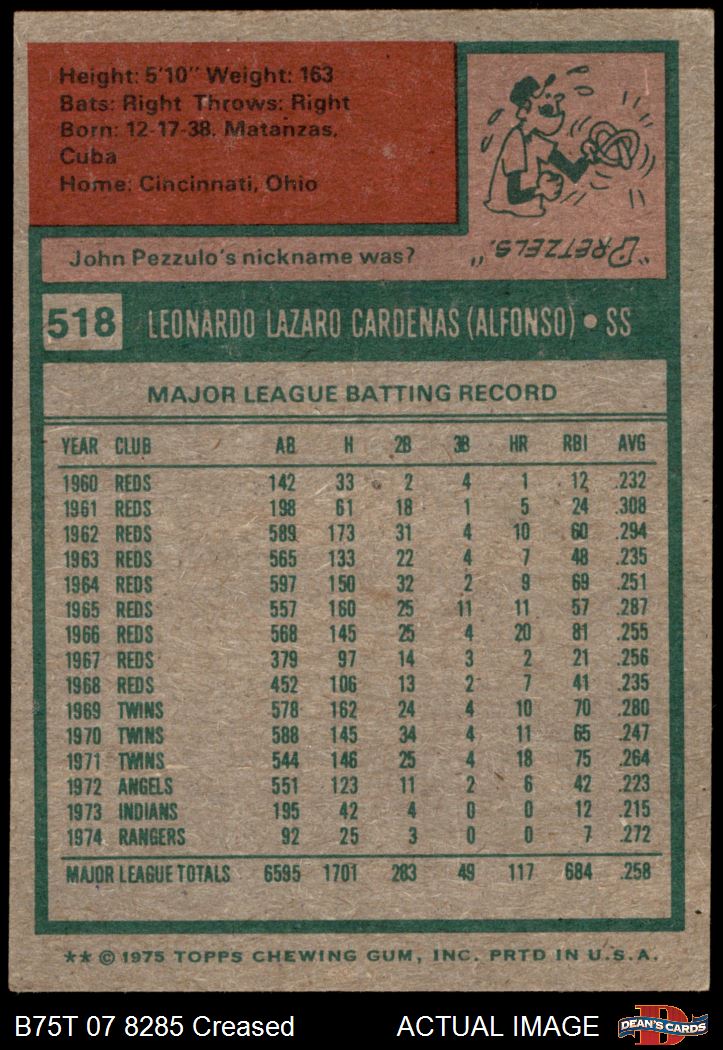 Height: 5'10" Weight: 163
Bats: Right Throws: Right
Born: 12-17-38. Matanzas,
Cuba
Home: Cincinnati, Ohio
"PRETZELS."
John Pezzulo's nickname was?
518 LEONARDO LAZARO CARDENAS (ALFONSO) • SS
MAJOR LEAGUE BATTING RECORD
YEAR CLUB AB H 2B 3B HR RBI AVG
1960 REDS 142 33 2 4 1 12 .232
1961 REDS 198 61 18 1 5 24 .308
1962 REDS 589 173 31 4 10 60 .294
1963 REDS 565 133 22 4 7 48 .235
1964 REDS 597 150 32 2 9 69 .251
1965 REDS 557 160 25 11 11 57 .287
1966 REDS 568 145 25 4 20 81 .255
1967 REDS 379 97 14 3 2 21 .256
1968 REDS 452 106 13 2 7 41 .235
1969 TWINS 578 162 24 4 10 70 .280
1970 TWINS 588 145 34 4 11 65 .247
1971 TWINS 544 146 25 4 18 75 .264
1972 ANGELS 551 123 11 2 6 42 .223
1973 INDIANS 195 42 4 0 0 12 .215
1974 RANGERS 92 25 3 0 0 7 .272
MAJOR LEAGUE TOTALS 6595 1701 283 49 117 684 .258
** © 1975 TOPPS CHEWING GUM, INC. PRTD IN U.S.A.
B75T 07 8285 Creased ACTUAL IMAGE DEAN'S CARDS